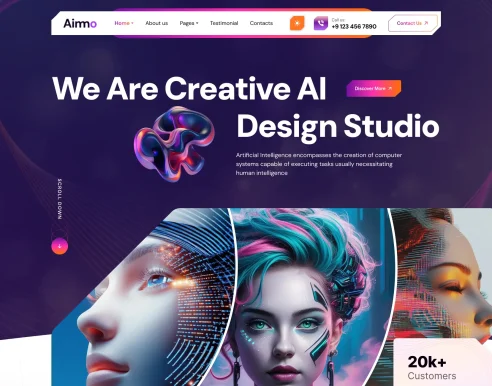 Airmo
Home
About us
Pages
Testimonial
Contacts
Call us:
+9 123 456 7890
Contact Us
We Are Creative AI
Discover More
Design Studio
Artificial Intelligence encompasses the creation of computer
systems capable of executing tasks usually necessitating
human intelligence
SCROLL DOWN
20k+
Customers